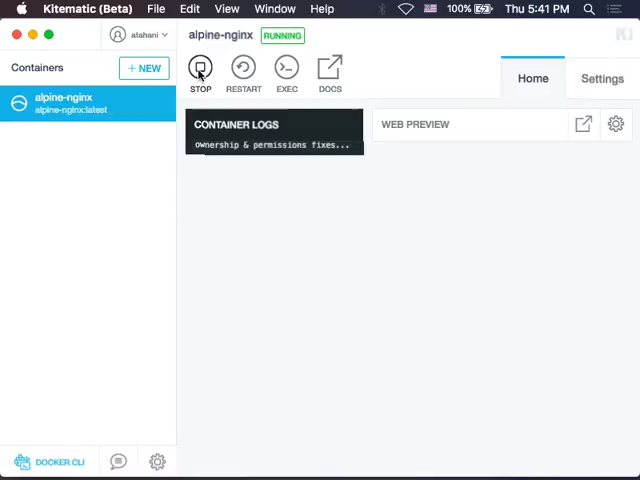 Kitematic (Beta) File Edit View Window Help 100% Thu 5:41 PM
atahani
alpine-nginx RUNNING
Containers
+ NEW
alpine-nginx
alpine-nginx:latest
STOP RESTART EXEC DOCS
Home Settings
CONTAINER LOGS
ownership & permissions fixes...
WEB PREVIEW
DOCKER CLI